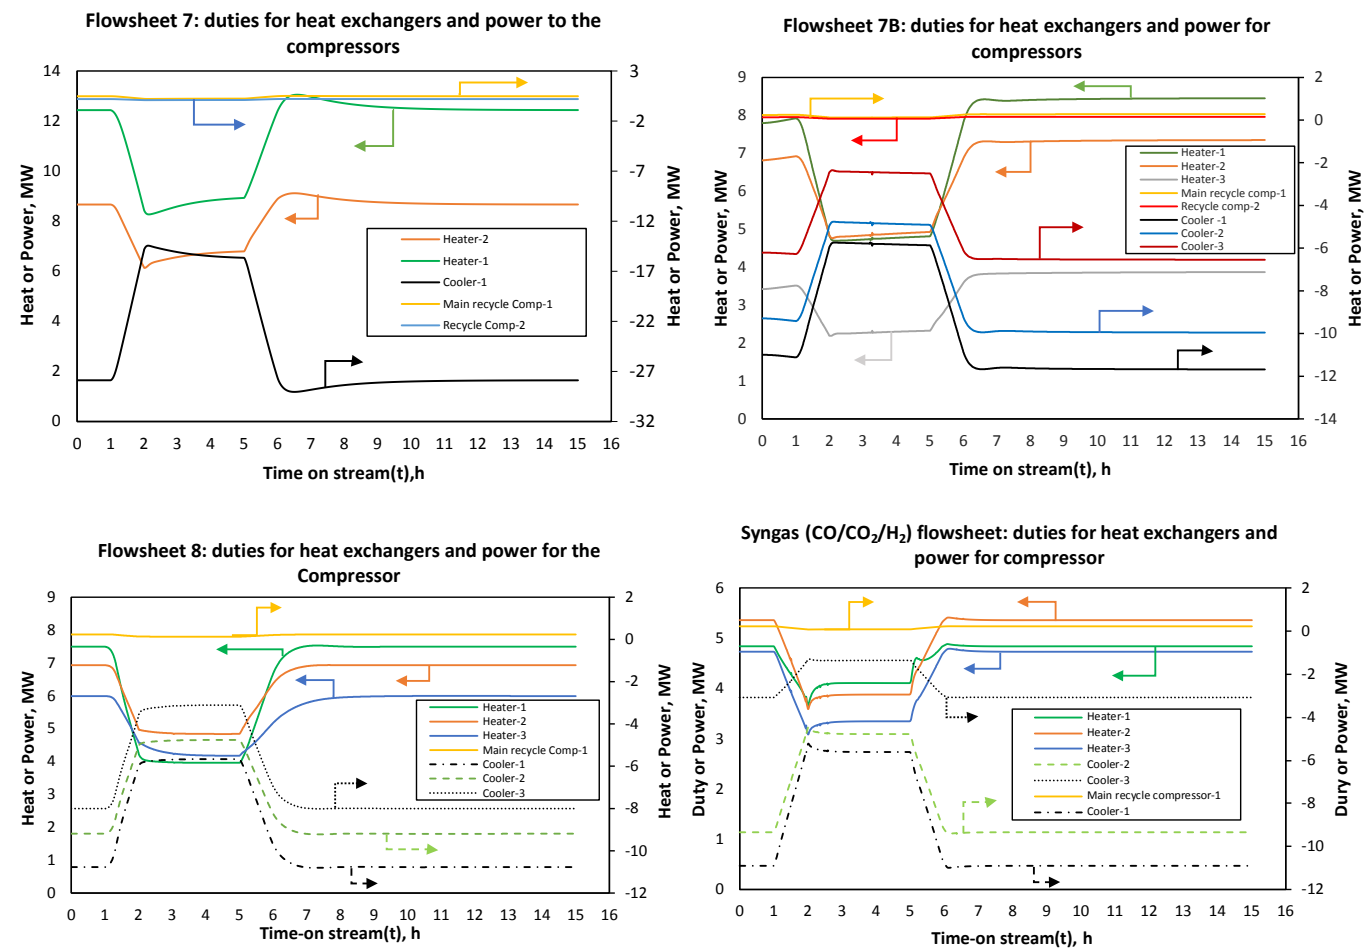 Flowsheet 7: duties for heat exchangers and power to the
compressors
14
12
10
8
6
4
2
0
3
-2
-7
-12
-17
-22
-27
-32
Heat or Power, MW
Heat or Power, MW
Heater-2
Heater-1
Cooler-1
Main recycle Comp-1
Recycle Comp-2
0 1 2 3 4 5 6 7 8 9 10 11 12 13 14 15 16
Time on stream(t),h
Flowsheet 7B: duties for heat exchangers and power for
compressors
9
8
7
6
5
4
3
2
1
0
2
0
-2
-4
-6
-8
-10
-12
-14
Heat or Power, MW
Heat or Power, MW
Heater-1
Heater-2
Heater-3
Main recycle comp-1
Recycle comp-2
Cooler -1
Cooler-2
Cooler-3
0 1 2 3 4 5 6 7 8 9 10 11 12 13 14 15 16
Time on stream(t), h
Flowsheet 8: duties for heat exchangers and power for the
Compressor
9
8
7
6
5
4
3
2
1
0
2
0
-2
-4
-6
-8
-10
-12
Heat or Power, MW
Heat or Power, MW
Heater-1
Heater-2
Heater-3
Main recycle Comp-1
Cooler-1
Cooler-2
Cooler-3
0 1 2 3 4 5 6 7 8 9 10 11 12 13 14 15 16
Time-on stream(t), h
Syngas (CO/CO₂/H₂) flowsheet: duties for heat exchangers and
power for compressor
6
5
4
3
2
1
0
2
0
-2
-4
-6
-8
-10
-12
Duty or Power, MW
Dury or Power, MW
Heater-1
Heater-2
Heater-3
Cooler-2
Cooler-3
Main recycle compressor-1
Cooler-1
0 1 2 3 4 5 6 7 8 9 10 11 12 13 14 15 16
Time-on stream(t), h